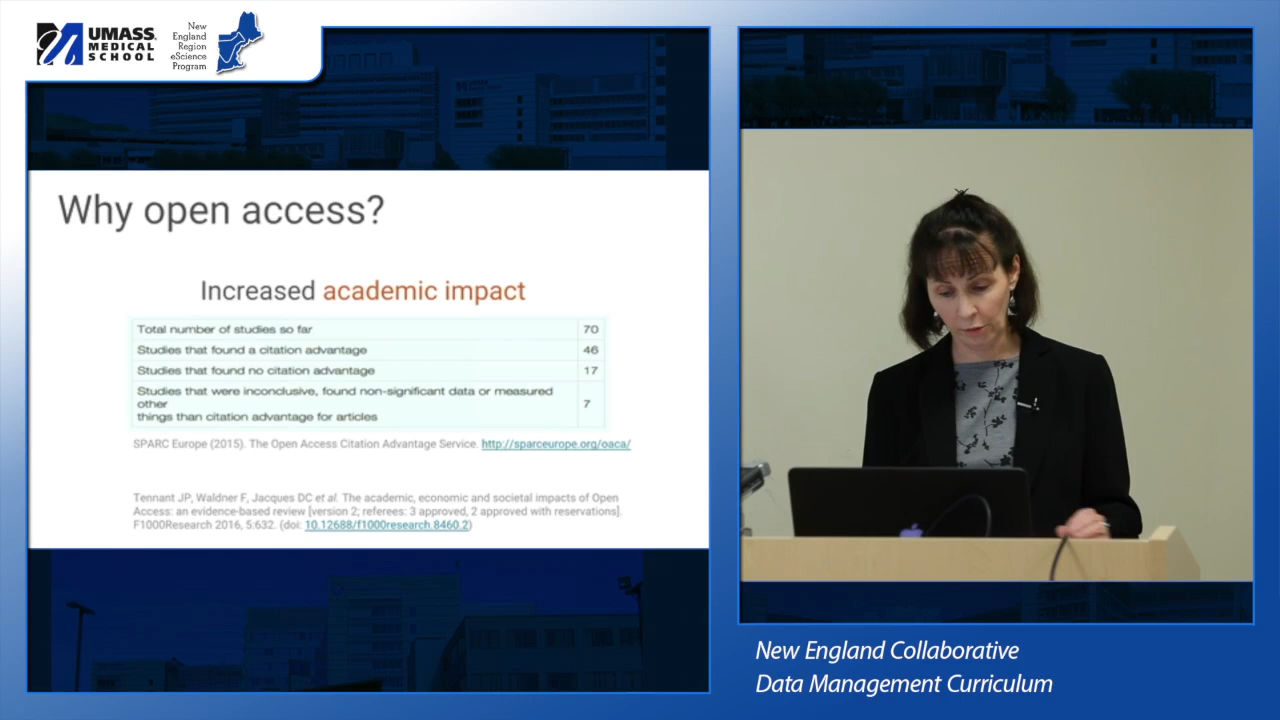 UMASS
MEDICAL
SCHOOL
New
England
Region
eScience
Program
Why open access?
Increased academic impact
Total number of studies so far 70
Studies that found a citation advantage 46
Studies that found no citation advantage 17
Studies that were inconclusive, found non-significant data or measured
other
things than citation advantage for articles 7
SPARC Europe (2015). The Open Access Citation Advantage Service. http://sparceurope.org/oaca/
Tennant JP, Waldner F, Jacques DC et al. The academic, economic and societal impacts of Open
Access: an evidence-based review [version 2; referees: 3 approved, 2 approved with reservations].
F1000Research 2016, 5:632. (doi: 10.12688/f1000research.8460.2)
New England Collaborative
Data Management Curriculum